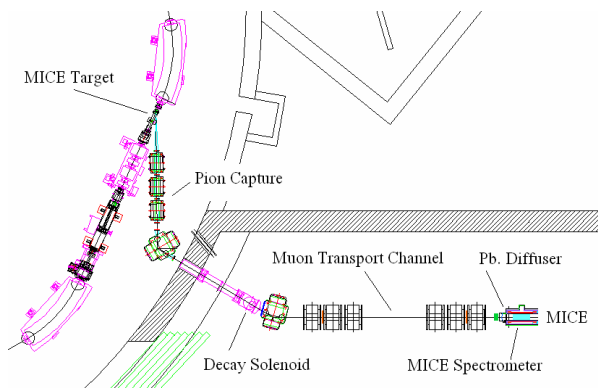 MICE Target
Pion Capture
Muon Transport Channel
Pb. Diffuser
MICE
Decay Solenoid
MICE Spectrometer